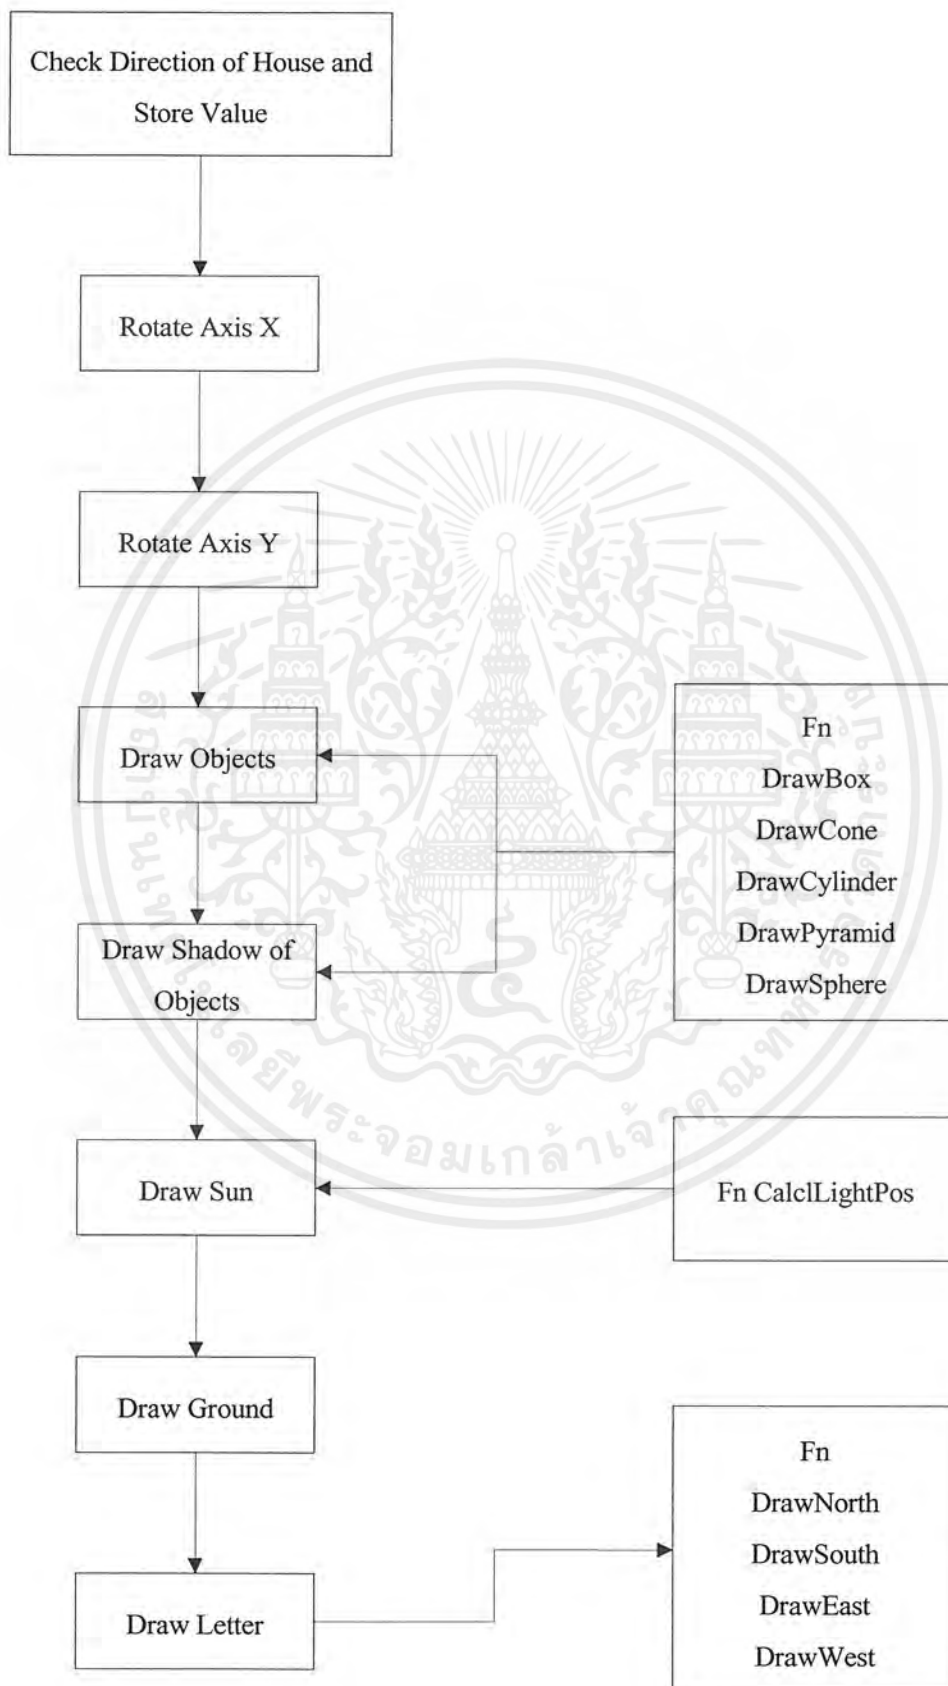 Check Direction of House and
Store Value
Rotate Axis X
Rotate Axis Y
Draw Objects
Fn
DrawBox
DrawCone
DrawCylinder
DrawPyramid
DrawSphere
Draw Shadow of
Objects
Draw Sun
Fn CalclLightPos
Draw Ground
Draw Letter
Fn
DrawNorth
DrawSouth
DrawEast
DrawWest